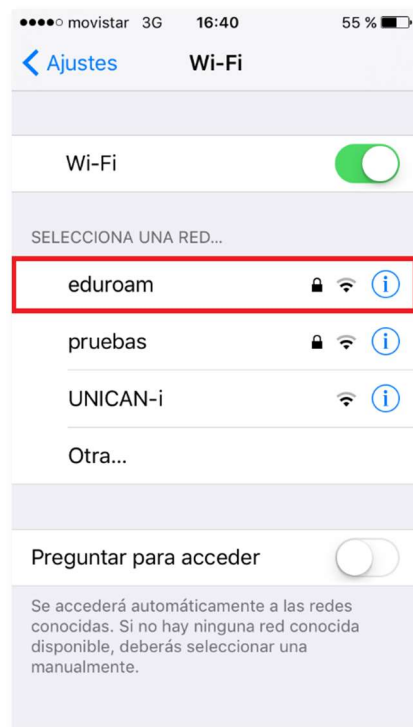 movistar 3G 16:40 55 %
Ajustes Wi-Fi
Wi-Fi
SELECCIONA UNA RED...
eduroam
pruebas
UNICAN-i
Otra...
Preguntar para acceder
Se accederá automáticamente a las redes
conocidas. Si no hay ninguna red conocida
disponible, deberás seleccionar una
manualmente.